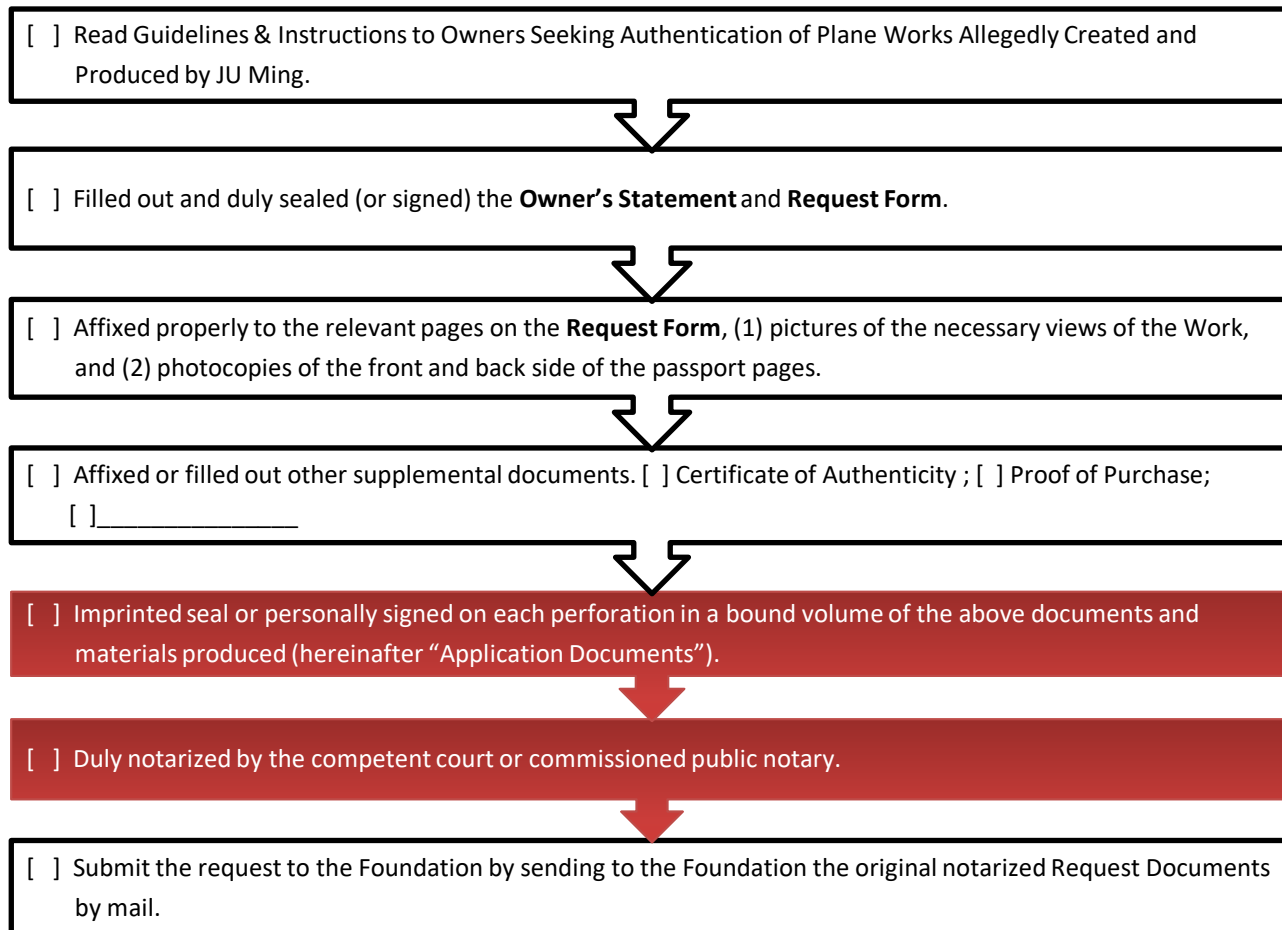 [ ] Read Guidelines & Instructions to Owners Seeking Authentication of Plane Works Allegedly Created and
Produced by JU Ming.
[ ] Filled out and duly sealed (or signed) the Owner’s Statement and Request Form.
[ ] Affixed properly to the relevant pages on the Request Form, (1) pictures of the necessary views of the Work,
and (2) photocopies of the front and back side of the passport pages.
[ ] Affixed or filled out other supplemental documents. [ ] Certificate of Authenticity ; [ ] Proof of Purchase;
[ ]_______________
[ ] Imprinted seal or personally signed on each perforation in a bound volume of the above documents and
materials produced (hereinafter “Application Documents”).
[ ] Duly notarized by the competent court or commissioned public notary.
[ ] Submit the request to the Foundation by sending to the Foundation the original notarized Request Documents
by mail.